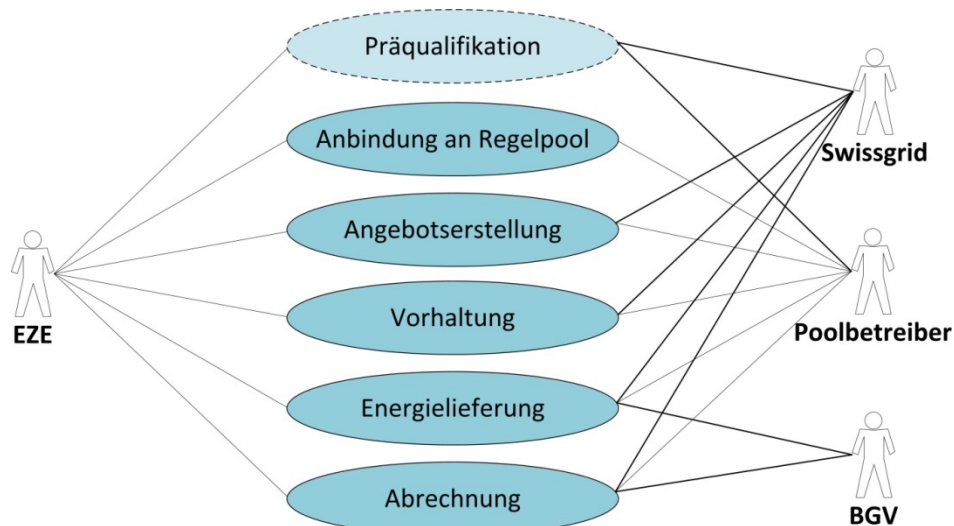 Präqualifikation
Anbindung an Regelpool
Angebotserstellung
Vorhaltung
Energielieferung
Abrechnung
EZE
Swissgrid
Poolbetreiber
BGV